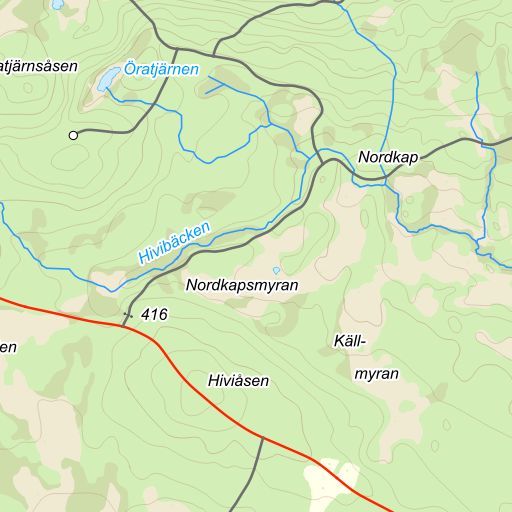 Öratjärnen
atjärnsåsen
Nordkap
Hivibäcken
Nordkapsmyran
416
Käll-
myran
en
Hiviåsen